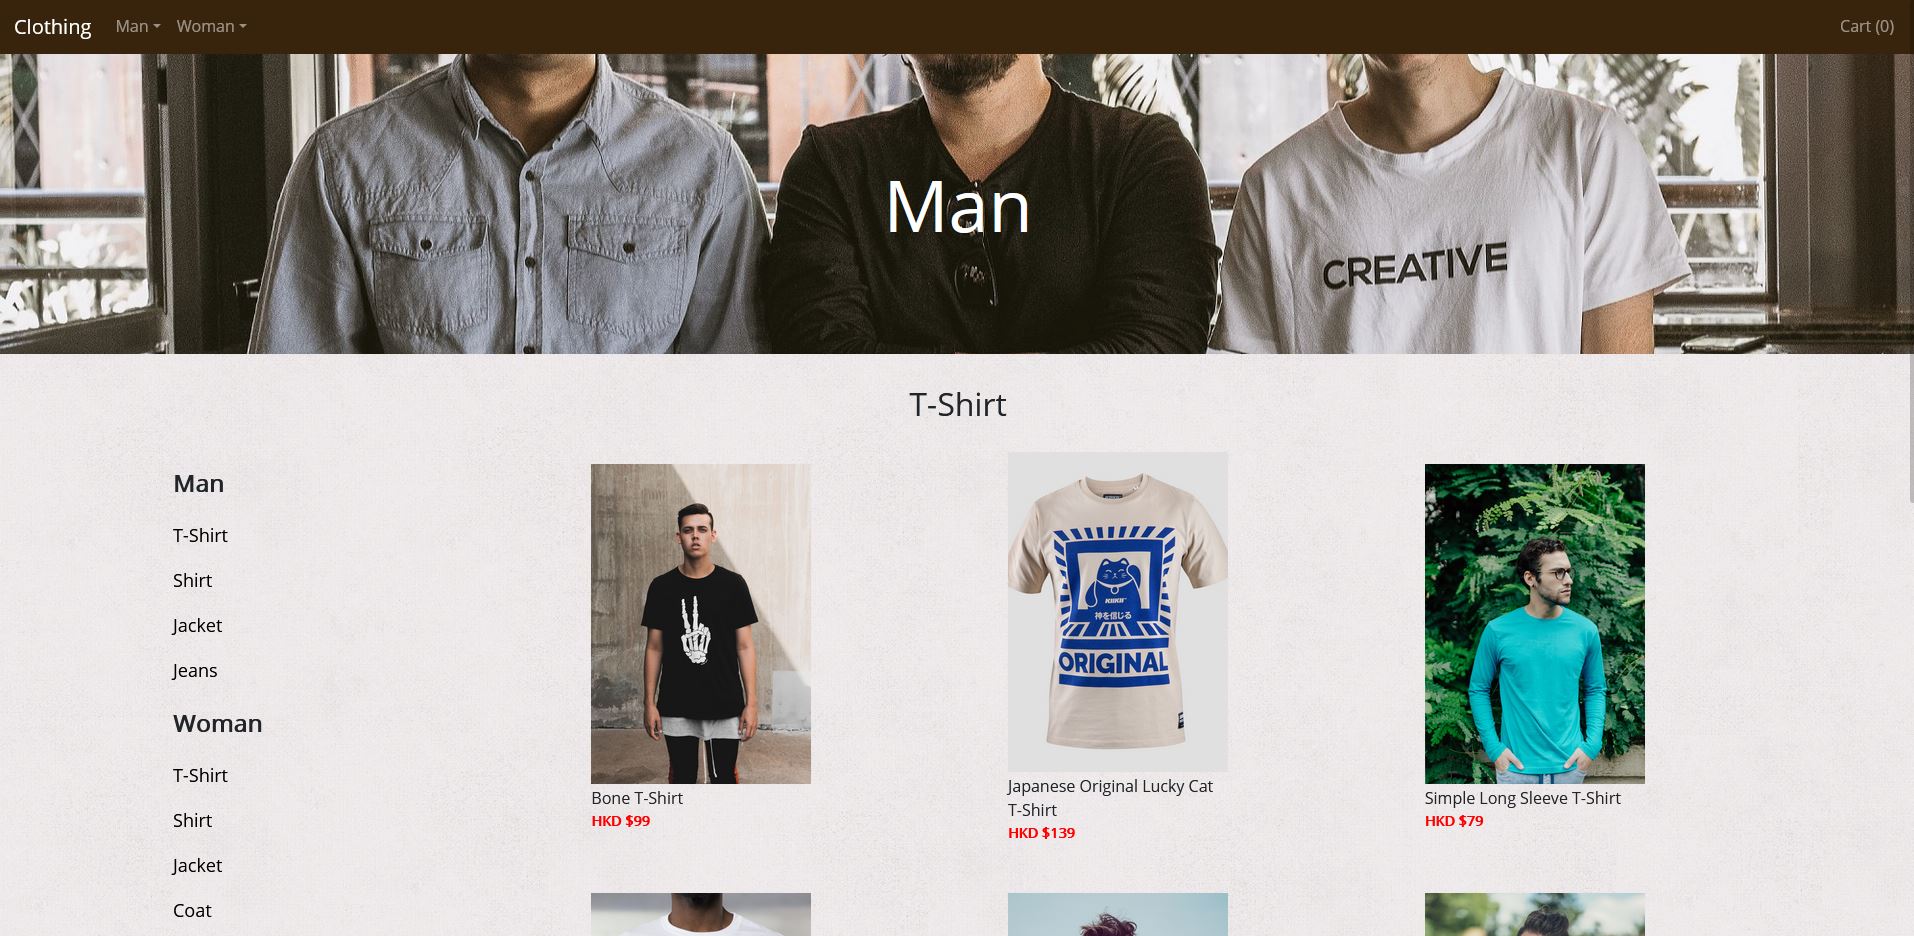 Clothing
Man
Woman
Cart (0)
Man
CREATIVE
T-Shirt
Man
T-Shirt
Shirt
Jacket
Jeans
Woman
T-Shirt
Shirt
Jacket
Coat
Bone T-Shirt
HKD $99
KIIKII
神を信じる
ORIGINAL
Japanese Original Lucky Cat
T-Shirt
HKD $139
Simple Long Sleeve T-Shirt
HKD $79